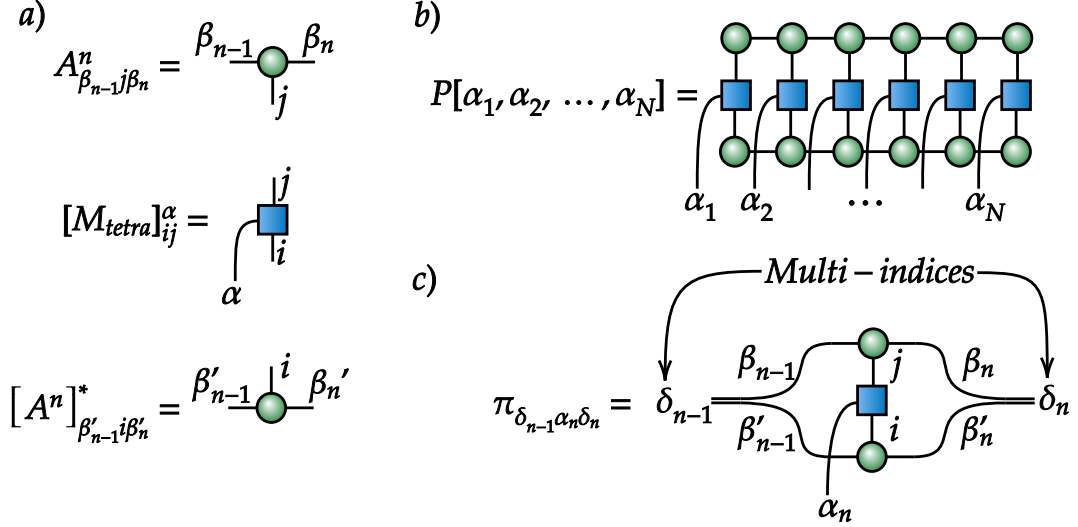 a)
A^n_{β_{n−1}jβ_n} = β_{n−1} β_n j
[M_{tetra}]^α_{ij} = j i α
[A^n]^*_{β′_{n−1}iβ′_n} = β′_{n−1} i β_n′
b)
P[α_1, α_2, …, α_N] =
α_1 α_2 … α_N
c)
Multi − indices
π_{δ_{n−1}α_nδ_n} = δ_{n−1} β_{n−1} j β_n δ_n
β′_{n−1} i β′_n
α_n